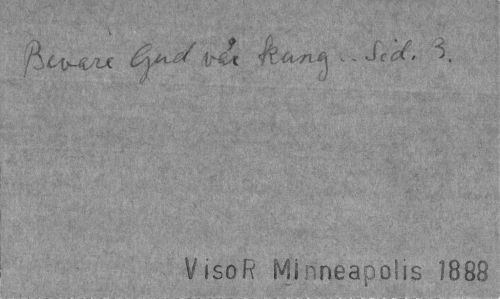 Bevare Gud vår kung .. Sid. 3.
VisoR MInneapolis 1888